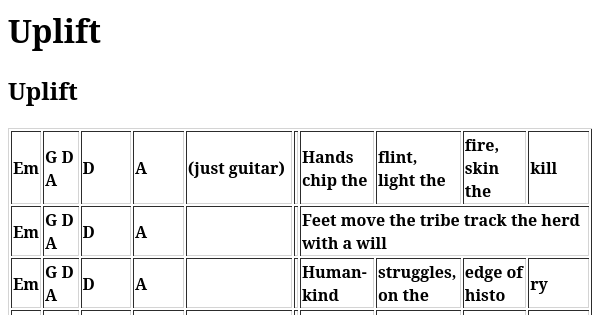 Uplift
Uplift
Em G D A D A (just guitar) Hands chip the flint, light the fire, skin the kill
Em G D A D A Feet move the tribe track the herd with a will
Em G D A D A Human-kind struggles, on the edge of histo ry